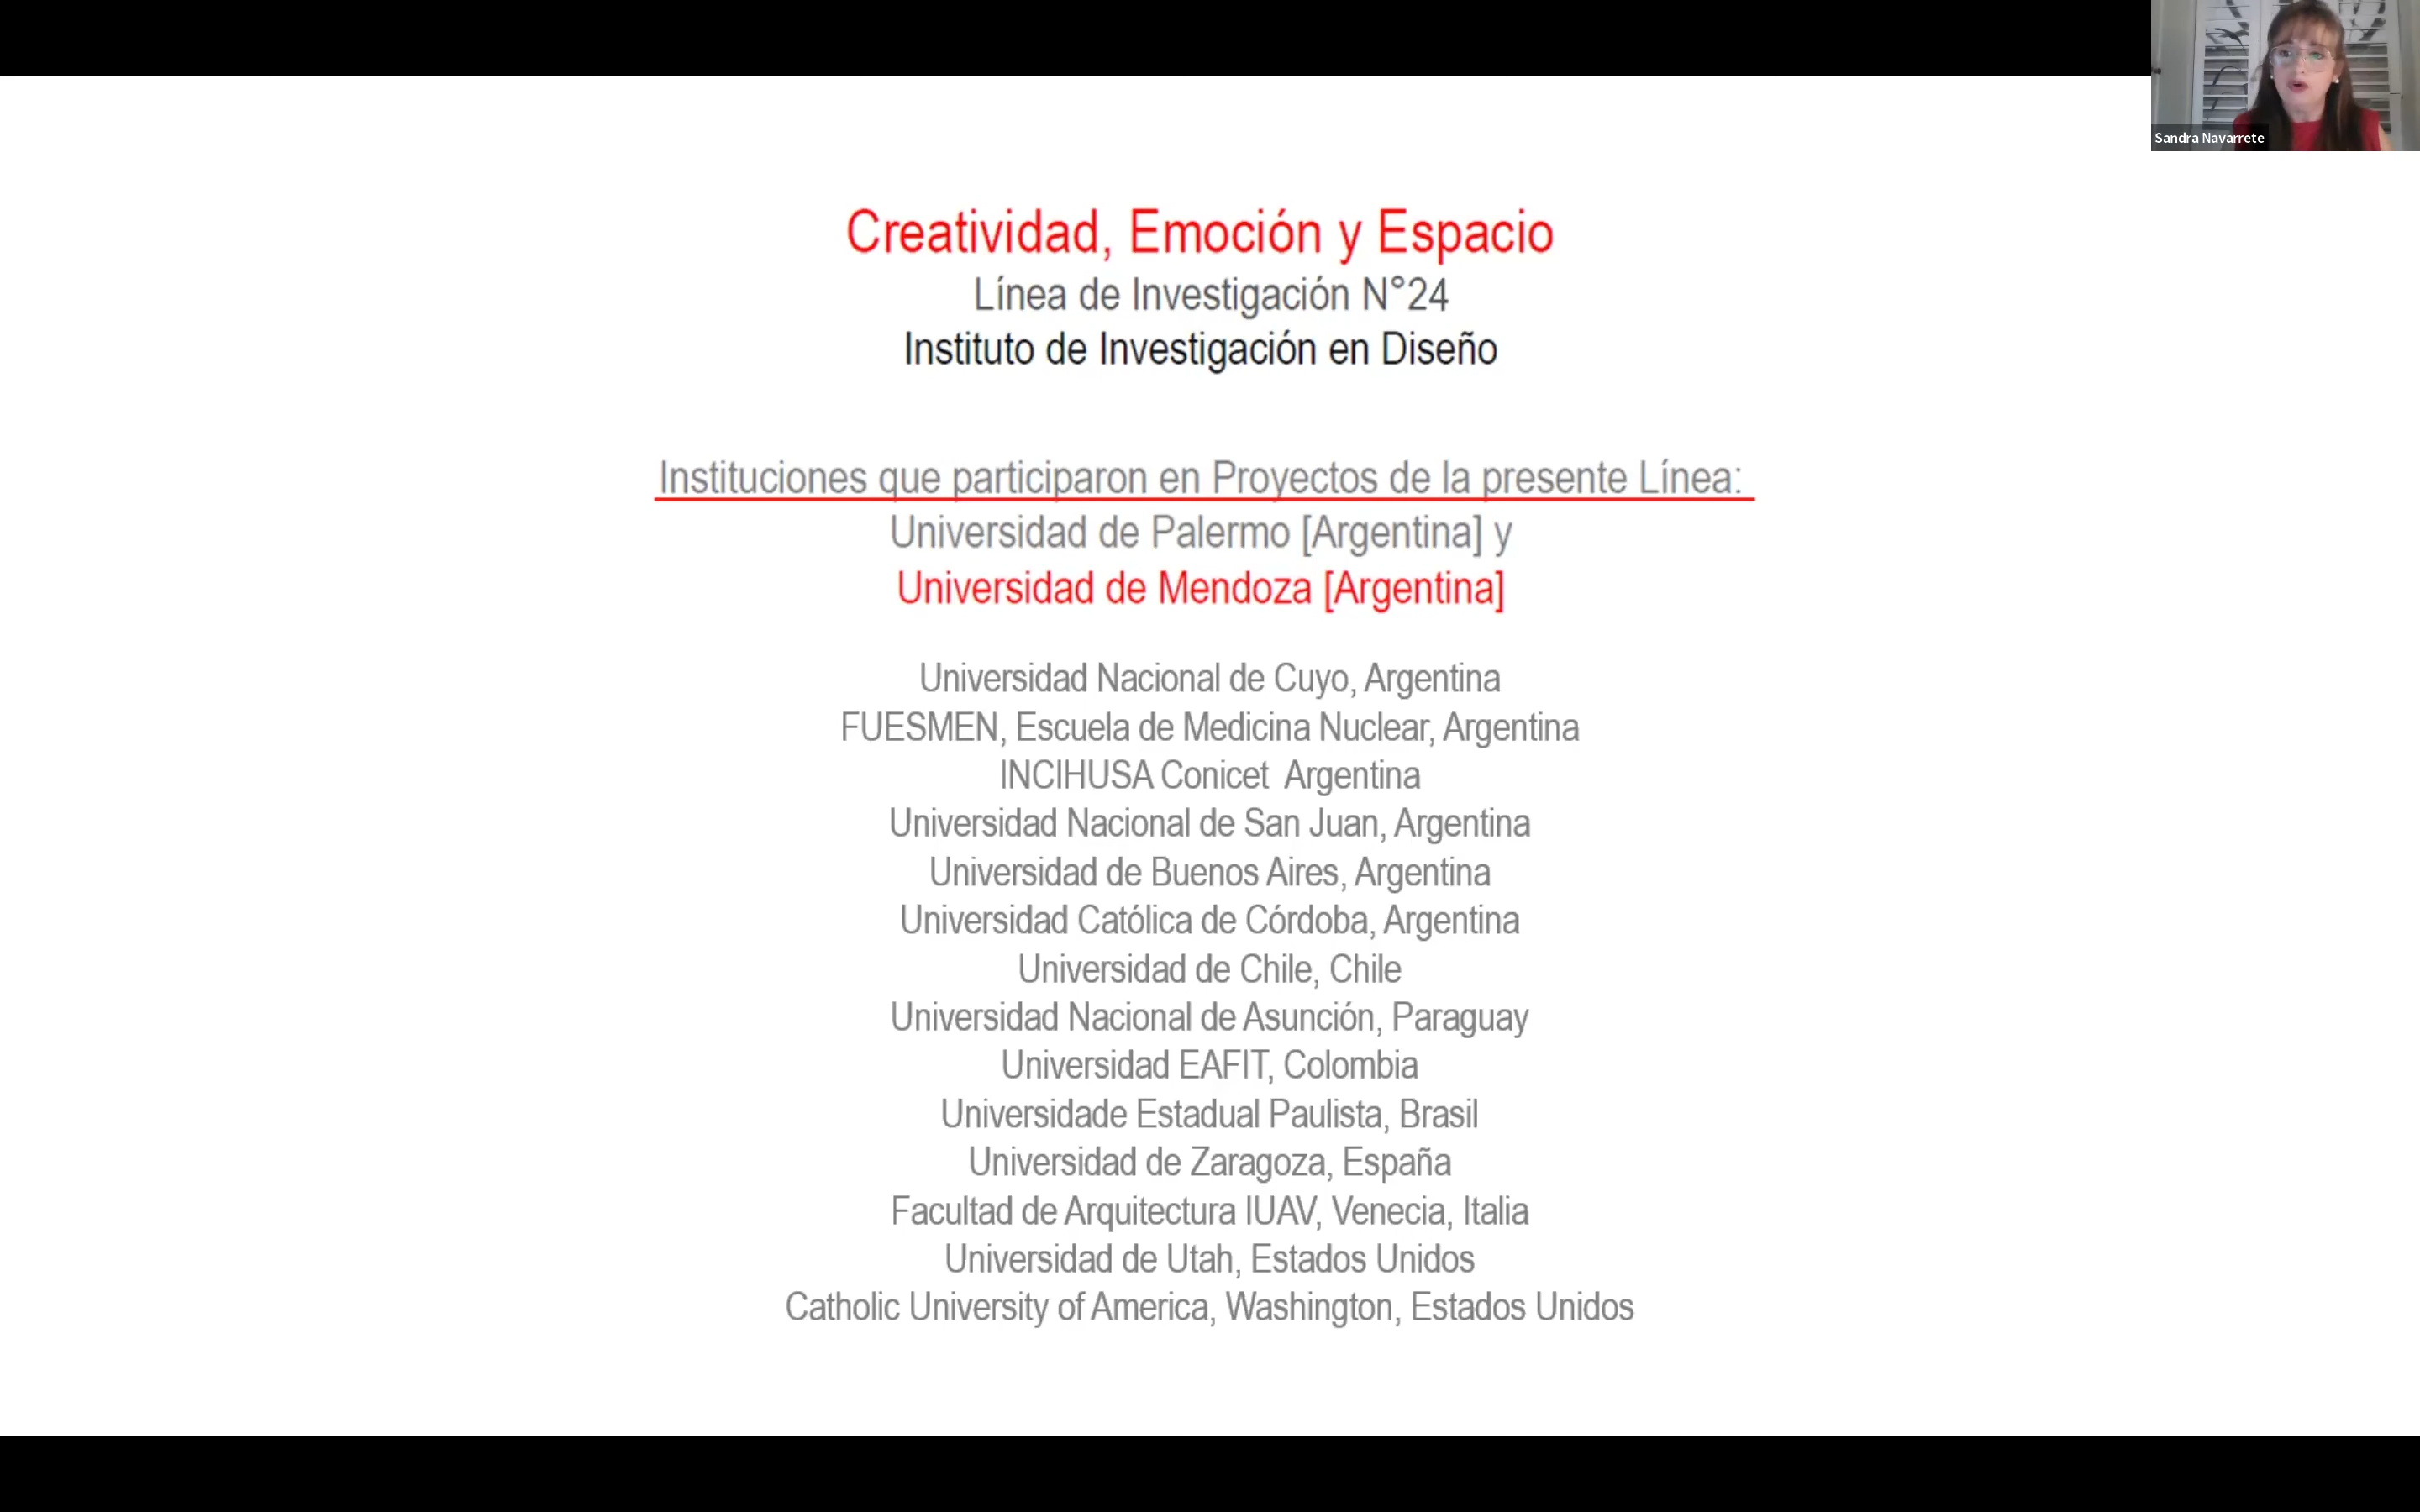 Sandra Navarrete
Creatividad, Emoción y Espacio
Línea de Investigación N°24
Instituto de Investigación en Diseño
Instituciones que participaron en Proyectos de la presente Línea:
Universidad de Palermo [Argentina] y
Universidad de Mendoza [Argentina]
Universidad Nacional de Cuyo, Argentina
FUESMEN, Escuela de Medicina Nuclear, Argentina
INCIHUSA Conicet Argentina
Universidad Nacional de San Juan, Argentina
Universidad de Buenos Aires, Argentina
Universidad Católica de Córdoba, Argentina
Universidad de Chile, Chile
Universidad Nacional de Asunción, Paraguay
Universidad EAFIT, Colombia
Universidade Estadual Paulista, Brasil
Universidad de Zaragoza, España
Facultad de Arquitectura IUAV, Venecia, Italia
Universidad de Utah, Estados Unidos
Catholic University of America, Washington, Estados Unidos